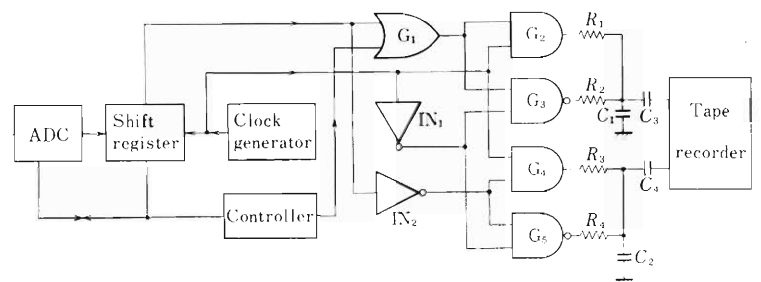 ADC
Shift
register
Clock
generator
Controller
G₁
IN₁
IN₂
G₂
G₃
G₄
G₅
R₁
R₂
R₃
R₄
C₁
C₃
C₄
C₂
Tape
recorder